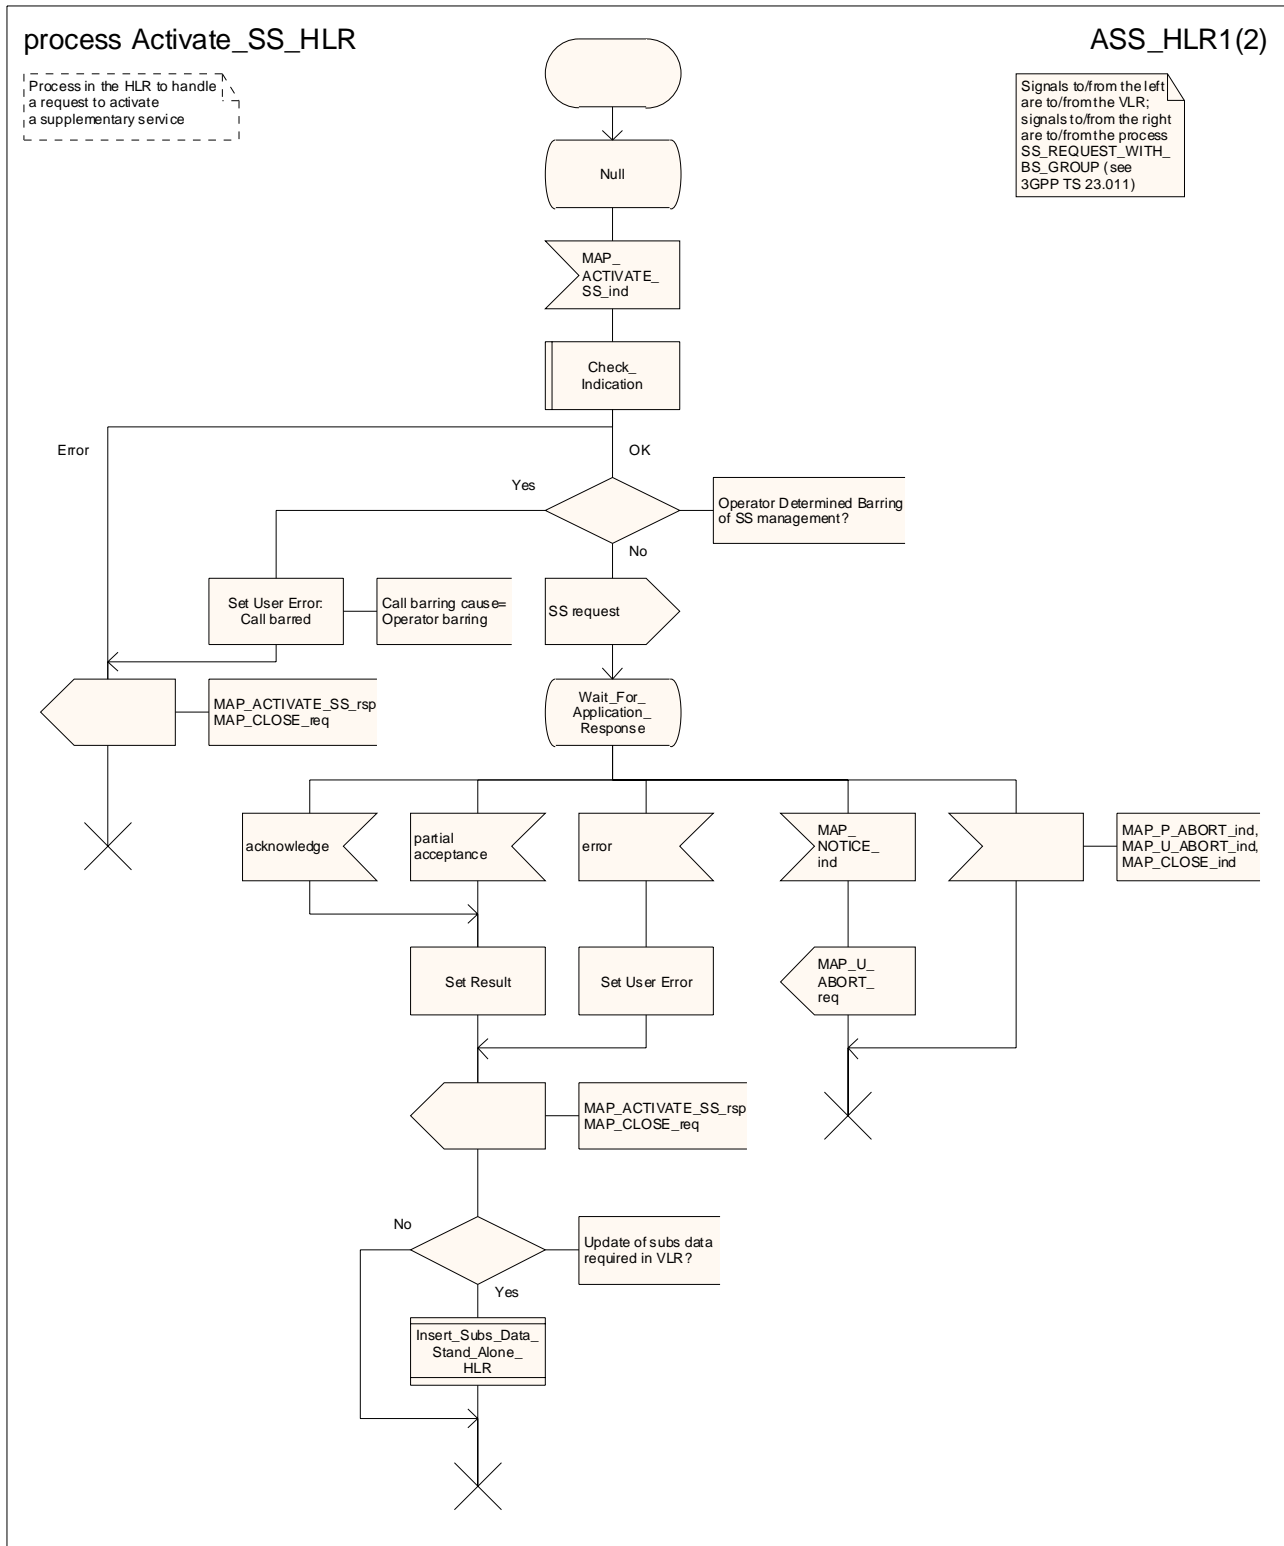 process Activate_SS_HLR
ASS_HLR1(2)
Process in the HLR to handle
a request to activate
a supplementary service
Signals to/from the left
are to/from the VLR;
signals to/from the right
are to/from the process
SS_REQUEST_WITH_
BS_GROUP (see
3GPP TS 23.011)
Null
MAP_
ACTIVATE_
SS_ind
Check_
Indication
Error
OK
Yes
Operator Determined Barring
of SS management?
No
Set User Error:
Call barred
Call barring cause=
Operator barring
SS request
MAP_ACTIVATE_SS_rsp
MAP_CLOSE_req
Wait_For_
Application_
Response
acknowledge
partial
acceptance
error
MAP_
NOTICE_
ind
MAP_P_ABORT_ind,
MAP_U_ABORT_ind,
MAP_CLOSE_ind
Set Result
Set User Error
MAP_U_
ABORT_
req
MAP_ACTIVATE_SS_rsp
MAP_CLOSE_req
No
Update of subs data
required in VLR?
Yes
Insert_Subs_Data_
Stand_Alone_
HLR